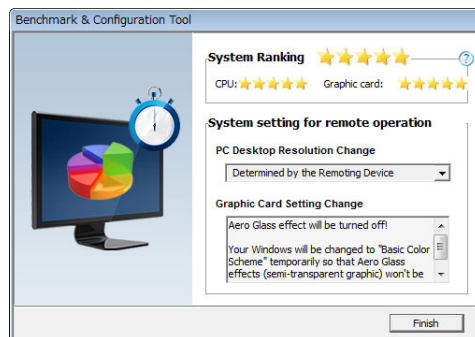 Benchmark & Configuration Tool
System Ranking
?
CPU:
Graphic card:
System setting for remote operation
PC Desktop Resolution Change
Determined by the Remoting Device
Graphic Card Setting Change
Aero Glass effect will be turned off!
Your Windows will be changed to "Basic Color
Scheme" temporarily so that Aero Glass
effects (semi-transparent graphic) won't be
Finish